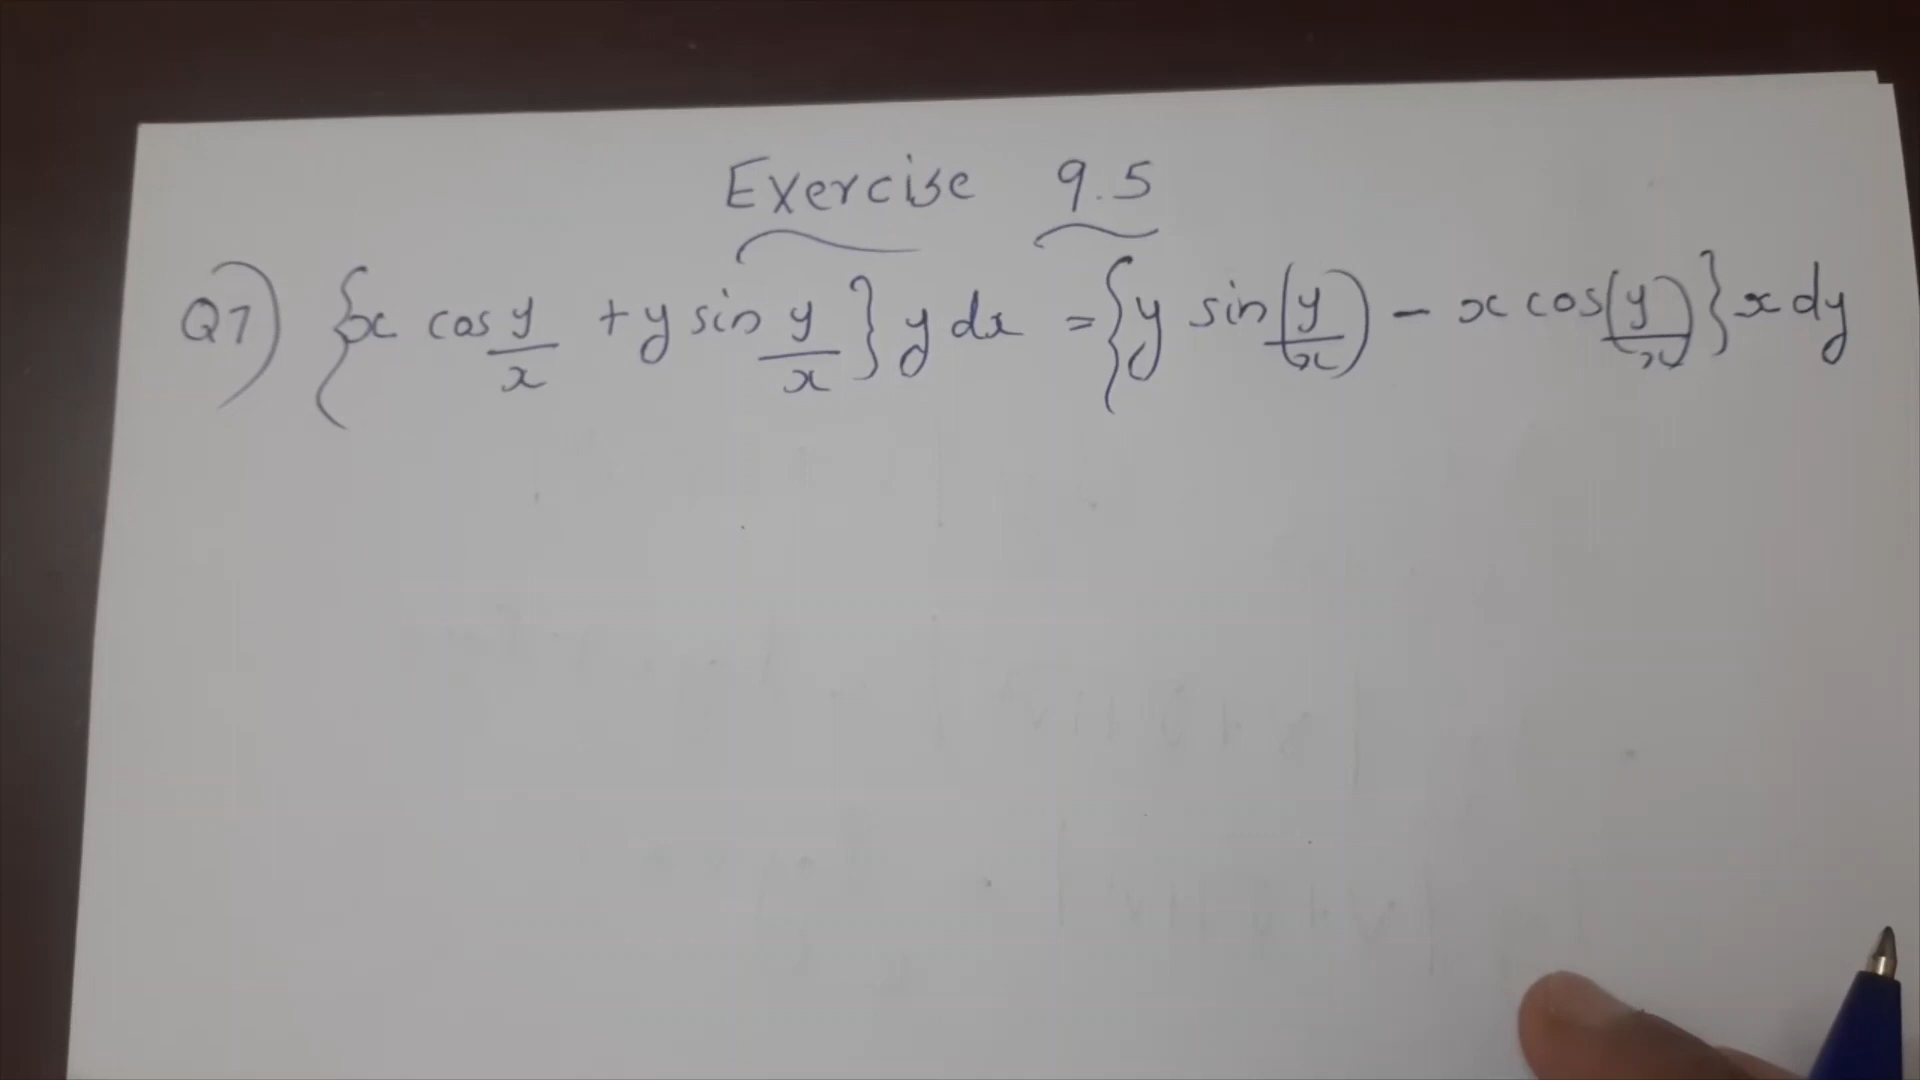 Exercise 9.5
Q7) {x cos y/x + y sin y/x} y dx = {y sin(y/x) - x cos(y/x)} x dy